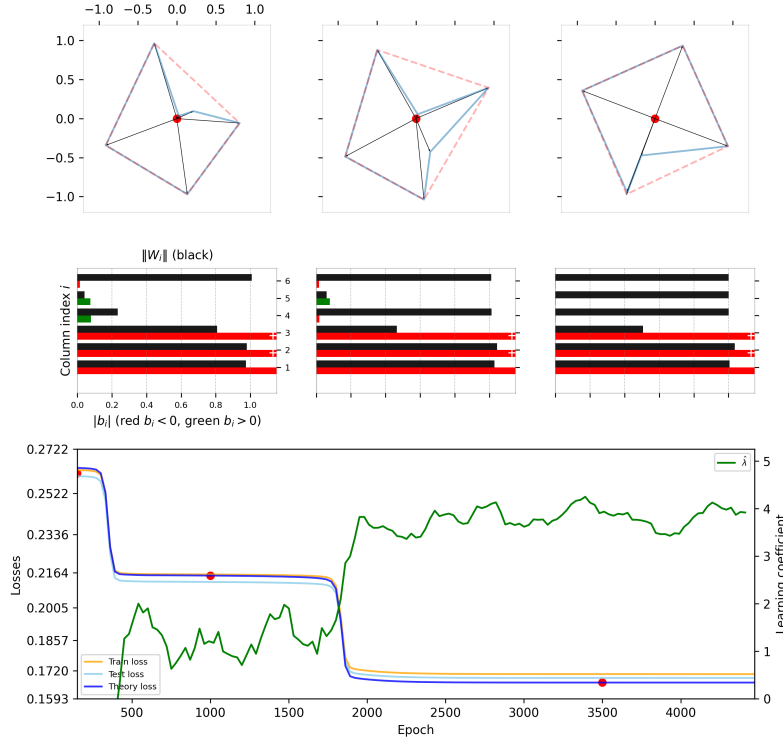 −1.0 −0.5 0.0 0.5 1.0
1.0
0.5
0.0
−0.5
−1.0
‖W_i‖ (black)
Column index i
6
5
4
3
2
1
0.0 0.2 0.4 0.6 0.8 1.0
|b_i| (red b_i < 0, green b_i > 0)
0.2722
0.2522
0.2336
0.2164
0.2005
0.1857
0.1720
0.1593
Losses
λ̂
Train loss
Test loss
Theory loss
5
4
3
2
1
0
Learning coefficient
500 1000 1500 2000 2500 3000 3500 4000
Epoch